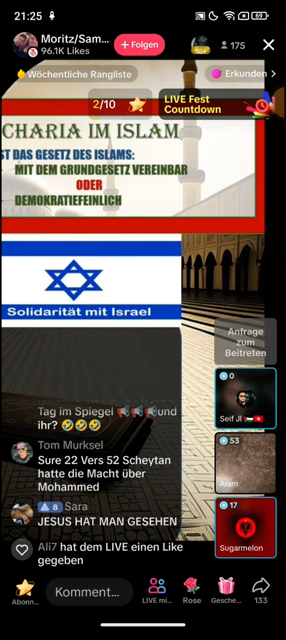 21:25
69
Moritz/Sam...
96.1K Likes
+ Folgen
175
Wöchentliche Rangliste
Erkunden >
2/10
LIVE Fest
Countdown
CHARIA IM ISLAM
ST DAS GESETZ DES ISLAMS:
MIT DEM GRUNDGESETZ VEREINBAR
ODER
DEMOKRATIEFEINLICH
Solidarität mit Israel
Anfrage
zum
Beitreten
0
Seif JI 🇵🇸 🇹🇳
53
Anim
17
Sugarmelon
Tag im Spiegel 📢📢📢und
ihr? 🤣🤣🤣
Tom Murksel
Sure 22 Vers 52 Scheytan
hatte die Macht über
Mohammed
8 Sara
JESUS HAT MAN GESEHEN
Ali7 hat dem LIVE einen Like
gegeben
Abonn...
Komment...
LIVE mi...
Rose
Gesche...
133